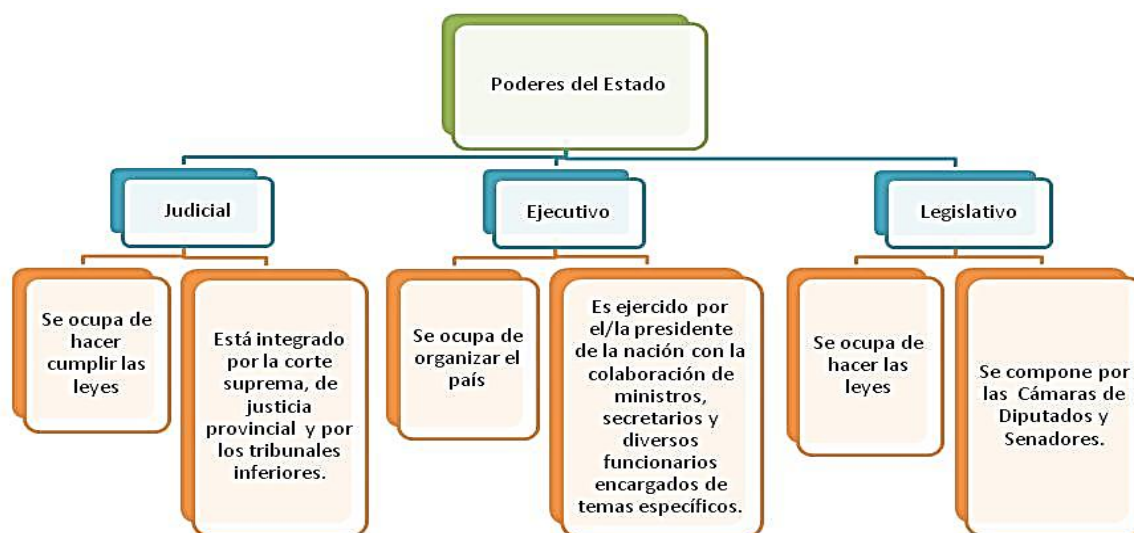 Poderes del Estado
Judicial
Ejecutivo
Legislativo
Se ocupa de
hacer
cumplir las
leyes
Está integrado
por la corte
suprema, de
justicia
provincial y por
los tribunales
inferiores.
Se ocupa de
organizar el
país
Es ejercido por
el/la presidente
de la nación con la
colaboración de
ministros,
secretarios y
diversos
funcionarios
encargados de
temas específicos.
Se ocupa de
hacer las
leyes
Se compone por
las Cámaras de
Diputados y
Senadores.